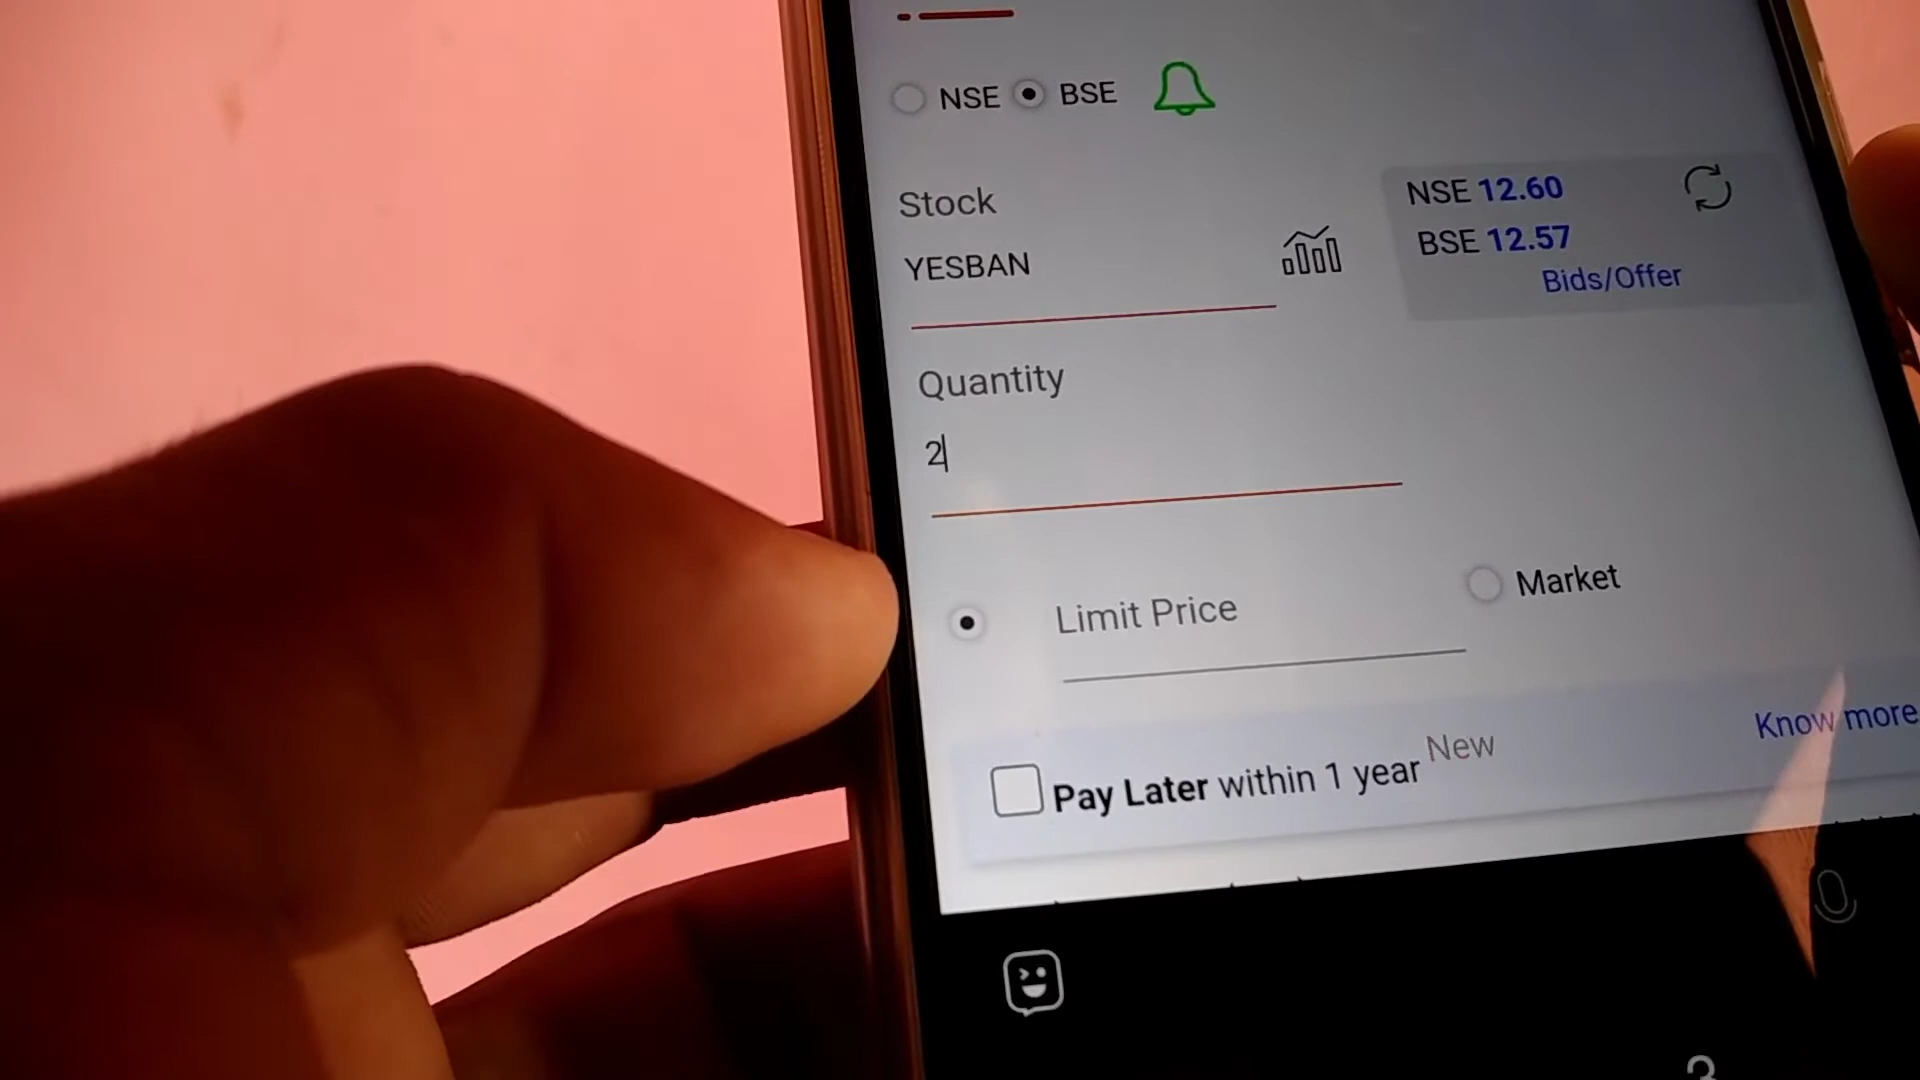 NSE BSE
Stock
YESBAN
NSE 12.60
BSE 12.57
Bids/Offer
Quantity
2
Limit Price
Market
Pay Later within 1 year New
Know more
3